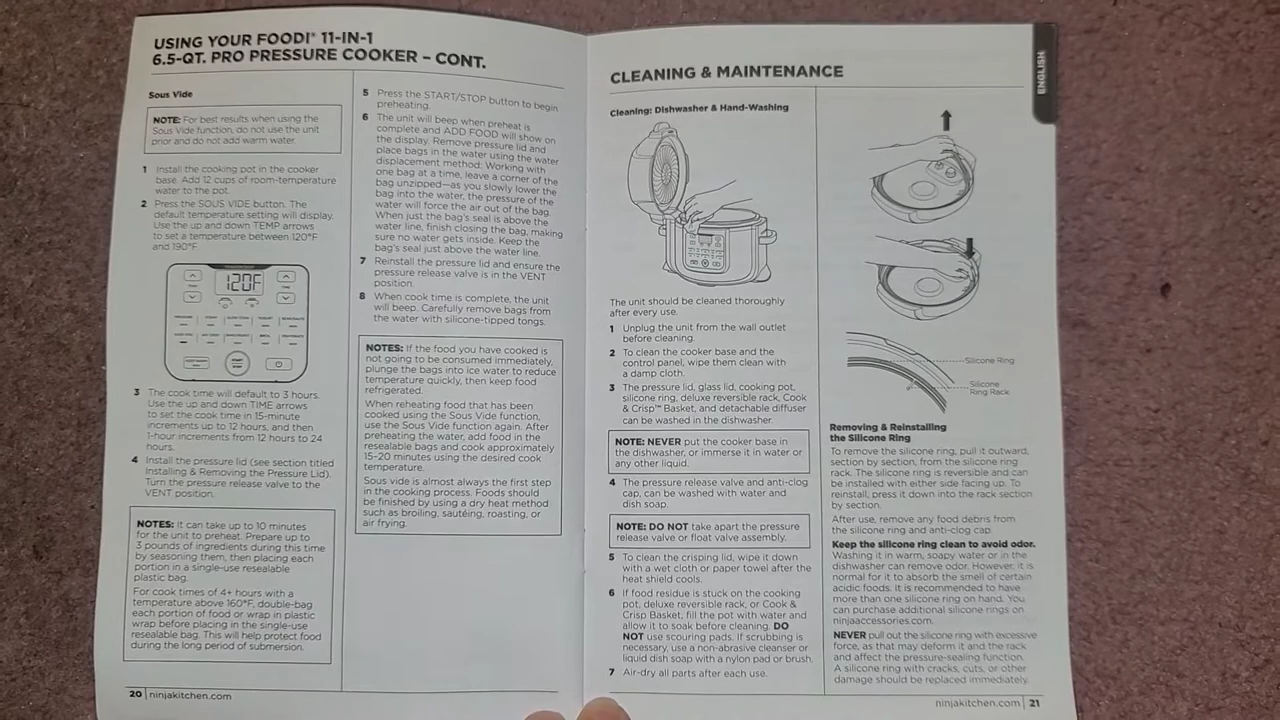 USING YOUR FOODI® 11-IN-1
6.5-QT. PRO PRESSURE COOKER – CONT.
Sous Vide
NOTE: For best results when using the
Sous Vide function, do not use the unit
prior and do not add warm water.
1 Install the cooking pot in the cooker
base. Add 12 cups of room-temperature
water to the pot.
2 Press the SOUS VIDE button. The
default temperature setting will display.
Use the up and down TEMP arrows
to set a temperature between 120°F
and 190°F.
120F
3 The cook time will default to 3 hours.
Use the up and down TIME arrows
to set the cook time in 15-minute
increments up to 12 hours, and then
1-hour increments from 12 hours to 24
hours.
4 Install the pressure lid (see section titled
Installing & Removing the Pressure Lid).
Turn the pressure release valve to the
VENT position.
NOTES: It can take up to 10 minutes
for the unit to preheat. Prepare up to
3 pounds of ingredients during this time
by seasoning them, then placing each
portion in a single-use resealable
plastic bag.
For cook times of 4+ hours with a
temperature above 160°F, double-bag
each portion of food or wrap in plastic
wrap before placing in the single-use
resealable bag. This will help protect food
during the long period of submersion.
20 ninjakitchen.com
5 Press the START/STOP button to begin
preheating.
6 The unit will beep when preheat is
complete and ADD FOOD will show on
the display. Remove pressure lid and
place bags in the water using the water
displacement method: Working with
one bag at a time, leave a corner of the
bag unzipped—as you slowly lower the
bag into the water, the pressure of the
water will force the air out of the bag.
When just the bag's seal is above the
water line, finish closing the bag, making
sure no water gets inside. Keep the
bag's seal just above the water line.
7 Reinstall the pressure lid and ensure the
pressure release valve is in the VENT
position.
8 When cook time is complete, the unit
will beep. Carefully remove bags from
the water with silicone-tipped tongs.
NOTES: If the food you have cooked is
not going to be consumed immediately,
plunge the bags into ice water to reduce
temperature quickly, then keep food
refrigerated.
When reheating food that has been
cooked using the Sous Vide function,
use the Sous Vide function again. After
preheating the water, add food in the
resealable bags and cook approximately
15-20 minutes using the desired cook
temperature.
Sous vide is almost always the first step
in the cooking process. Foods should
be finished by using a dry heat method
such as broiling, sautéing, roasting, or
air frying.
CLEANING & MAINTENANCE
ENGLISH
Cleaning: Dishwasher & Hand-Washing
The unit should be cleaned thoroughly
after every use.
1 Unplug the unit from the wall outlet
before cleaning.
2 To clean the cooker base and the
control panel, wipe them clean with
a damp cloth.
3 The pressure lid, glass lid, cooking pot,
silicone ring, deluxe reversible rack, Cook
& Crisp™ Basket, and detachable diffuser
can be washed in the dishwasher.
NOTE: NEVER put the cooker base in
the dishwasher, or immerse it in water or
any other liquid.
4 The pressure release valve and anti-clog
cap, can be washed with water and
dish soap.
NOTE: DO NOT take apart the pressure
release valve or float valve assembly.
5 To clean the crisping lid, wipe it down
with a wet cloth or paper towel after the
heat shield cools.
6 If food residue is stuck on the cooking
pot, deluxe reversible rack, or Cook &
Crisp Basket, fill the pot with water and
allow it to soak before cleaning. DO
NOT use scouring pads. If scrubbing is
necessary, use a non-abrasive cleanser or
liquid dish soap with a nylon pad or brush.
7 Air-dry all parts after each use.
Silicone Ring
Silicone
Ring Rack
Removing & Reinstalling
the Silicone Ring
To remove the silicone ring, pull it outward,
section by section, from the silicone ring
rack. The silicone ring is reversible and can
be installed with either side facing up. To
reinstall, press it down into the rack section
by section.
After use, remove any food debris from
the silicone ring and anti-clog cap.
Keep the silicone ring clean to avoid odor.
Washing it in warm, soapy water or in the
dishwasher can remove odor. However, it is
normal for it to absorb the smell of certain
acidic foods. It is recommended to have
more than one silicone ring on hand. You
can purchase additional silicone rings on
ninjaaccessories.com.
NEVER pull out the silicone ring with excessive
force, as that may deform it and the rack
and affect the pressure-sealing function.
A silicone ring with cracks, cuts, or other
damage should be replaced immediately.
ninjakitchen.com 21